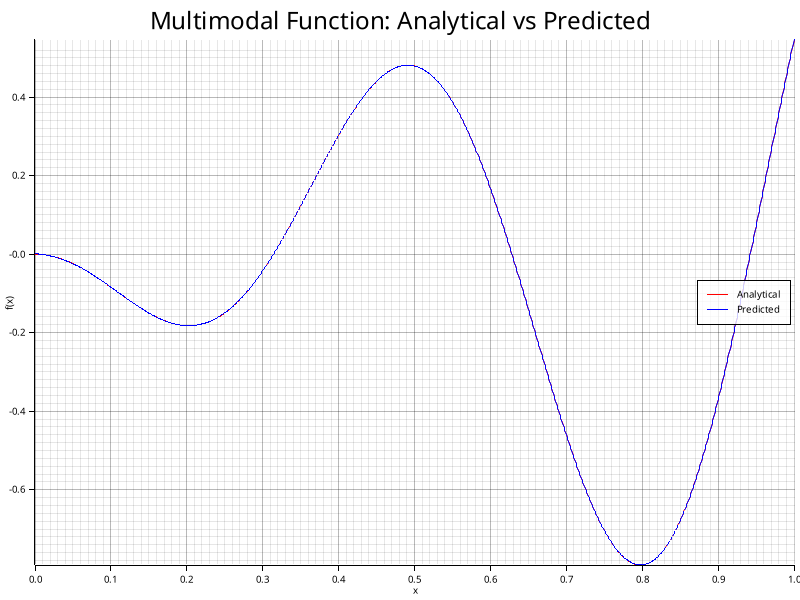 Multimodal Function: Analytical vs Predicted
0.4
0.2
-0.0
-0.2
-0.4
-0.6
f(x)
Analytical
Predicted
0.0 0.1 0.2 0.3 0.4 0.5 0.6 0.7 0.8 0.9 1.0
x